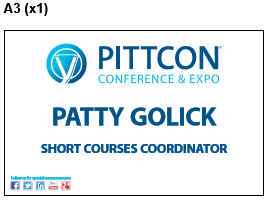 A3 (x1)
PITTCON
CONFERENCE & EXPO
PATTY GOLICK
SHORT COURSES COORDINATOR